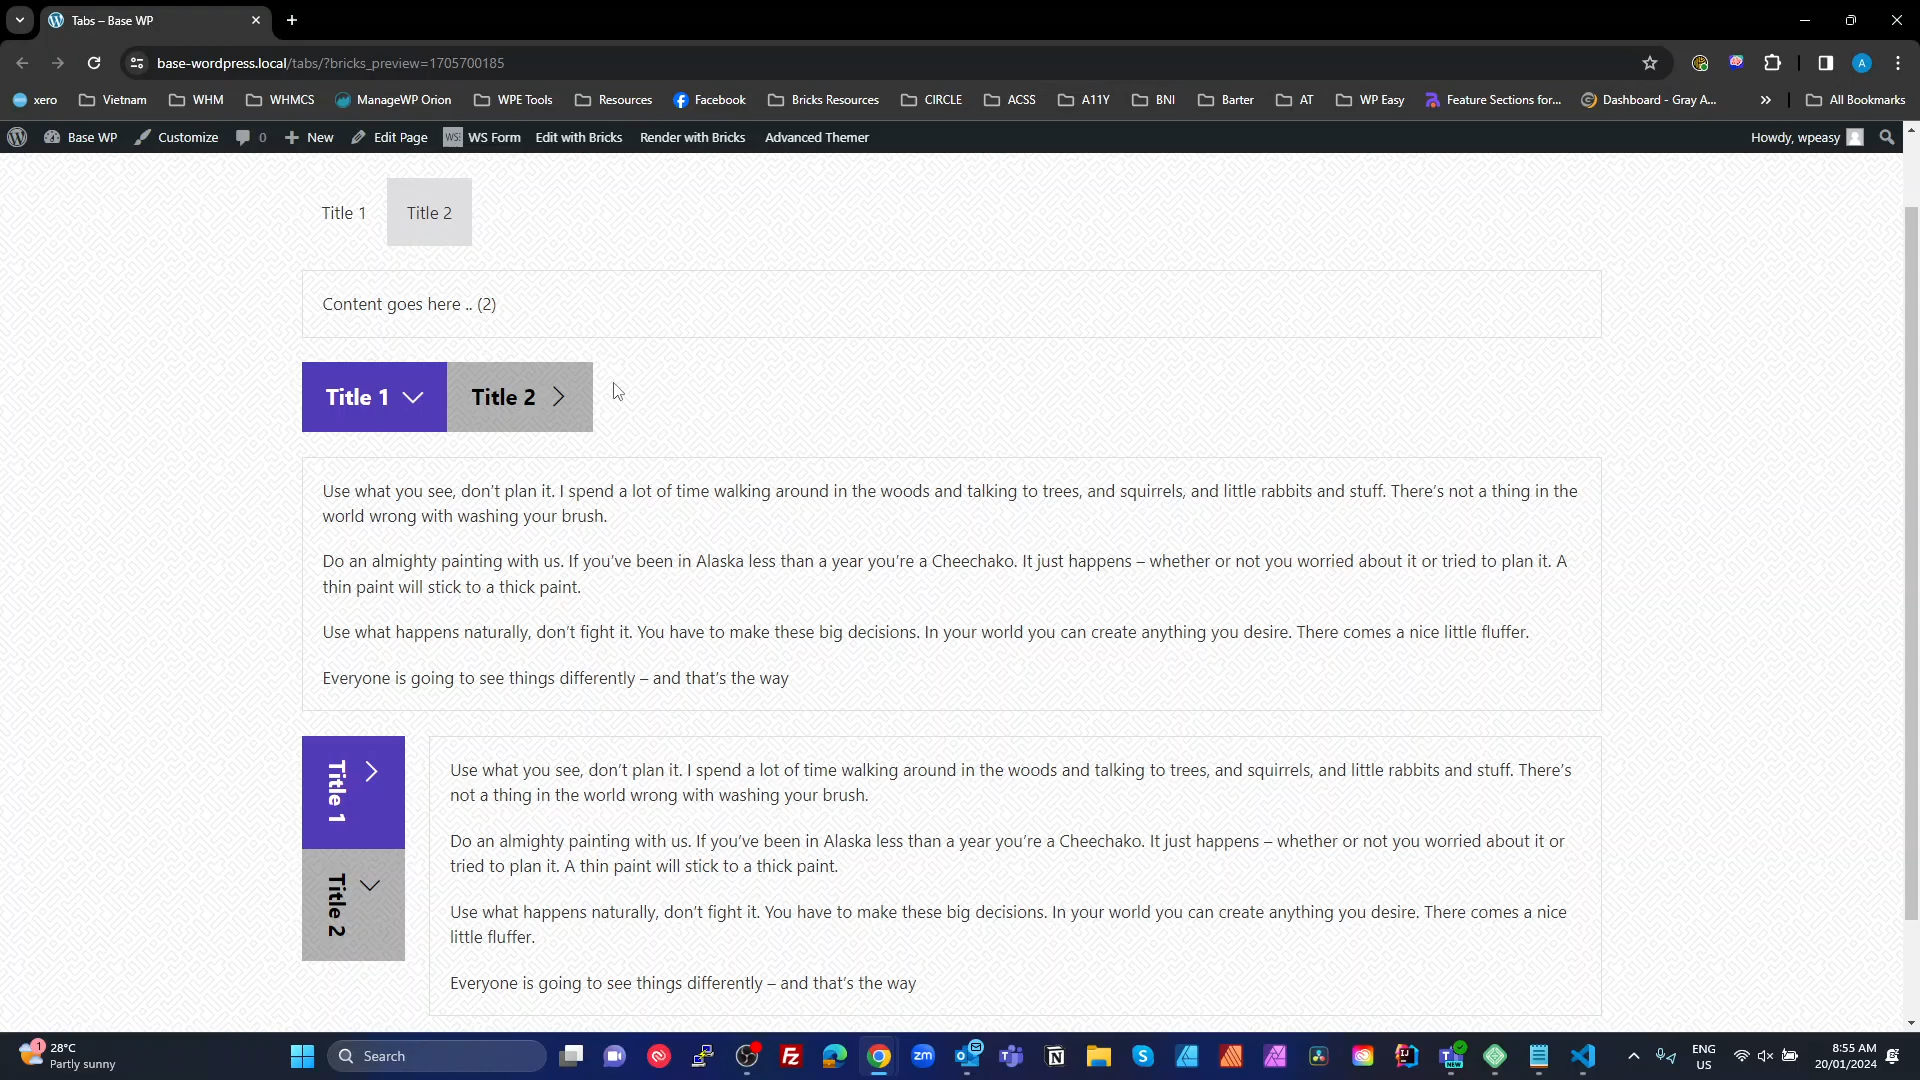 Tabs – Base WP
base-wordpress.local/tabs/?bricks_preview=1705700185
A
xero
Vietnam
WHM
WHMCS
ManageWP Orion
WPE Tools
Resources
Facebook
Bricks Resources
CIRCLE
ACSS
A11Y
BNI
Barter
AT
WP Easy
Feature Sections for...
Dashboard - Gray A...
All Bookmarks
Base WP
Customize
0
New
Edit Page
WS Form
Edit with Bricks
Render with Bricks
Advanced Themer
Howdy, wpeasy
Title 1
Title 2
Content goes here .. (2)
Title 1
Title 2
Use what you see, don’t plan it. I spend a lot of time walking around in the woods and talking to trees, and squirrels, and little rabbits and stuff. There’s not a thing in the
world wrong with washing your brush.
Do an almighty painting with us. If you’ve been in Alaska less than a year you’re a Cheechako. It just happens – whether or not you worried about it or tried to plan it. A
thin paint will stick to a thick paint.
Use what happens naturally, don’t fight it. You have to make these big decisions. In your world you can create anything you desire. There comes a nice little fluffer.
Everyone is going to see things differently – and that’s the way
Title 1
Title 2
Use what you see, don’t plan it. I spend a lot of time walking around in the woods and talking to trees, and squirrels, and little rabbits and stuff. There’s
not a thing in the world wrong with washing your brush.
Do an almighty painting with us. If you’ve been in Alaska less than a year you’re a Cheechako. It just happens – whether or not you worried about it or
tried to plan it. A thin paint will stick to a thick paint.
Use what happens naturally, don’t fight it. You have to make these big decisions. In your world you can create anything you desire. There comes a nice
little fluffer.
Everyone is going to see things differently – and that’s the way
1
28°C
Partly sunny
Search
zm
NEW
ENG
US
8:55 AM
20/01/2024